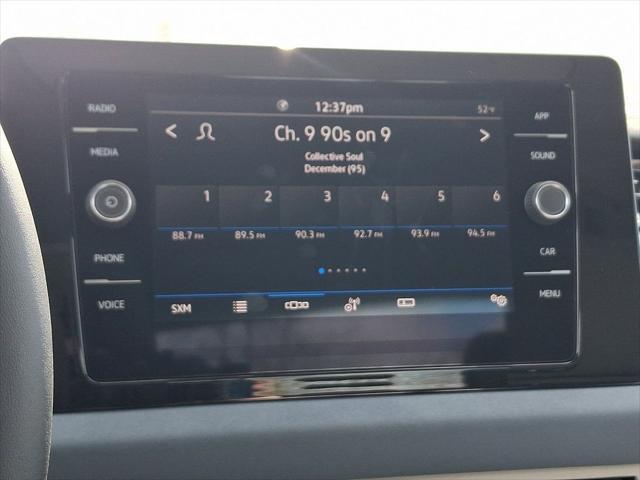 RADIO
MEDIA
PHONE
VOICE
12:37pm
52°F
< Ch. 9 90s on 9 >
Collective Soul
December (95)
1 2 3 4 5 6
88.7 FM 89.5 FM 90.3 FM 92.7 FM 93.9 FM 94.5 FM
SXM
APP
SOUND
CAR
MENU